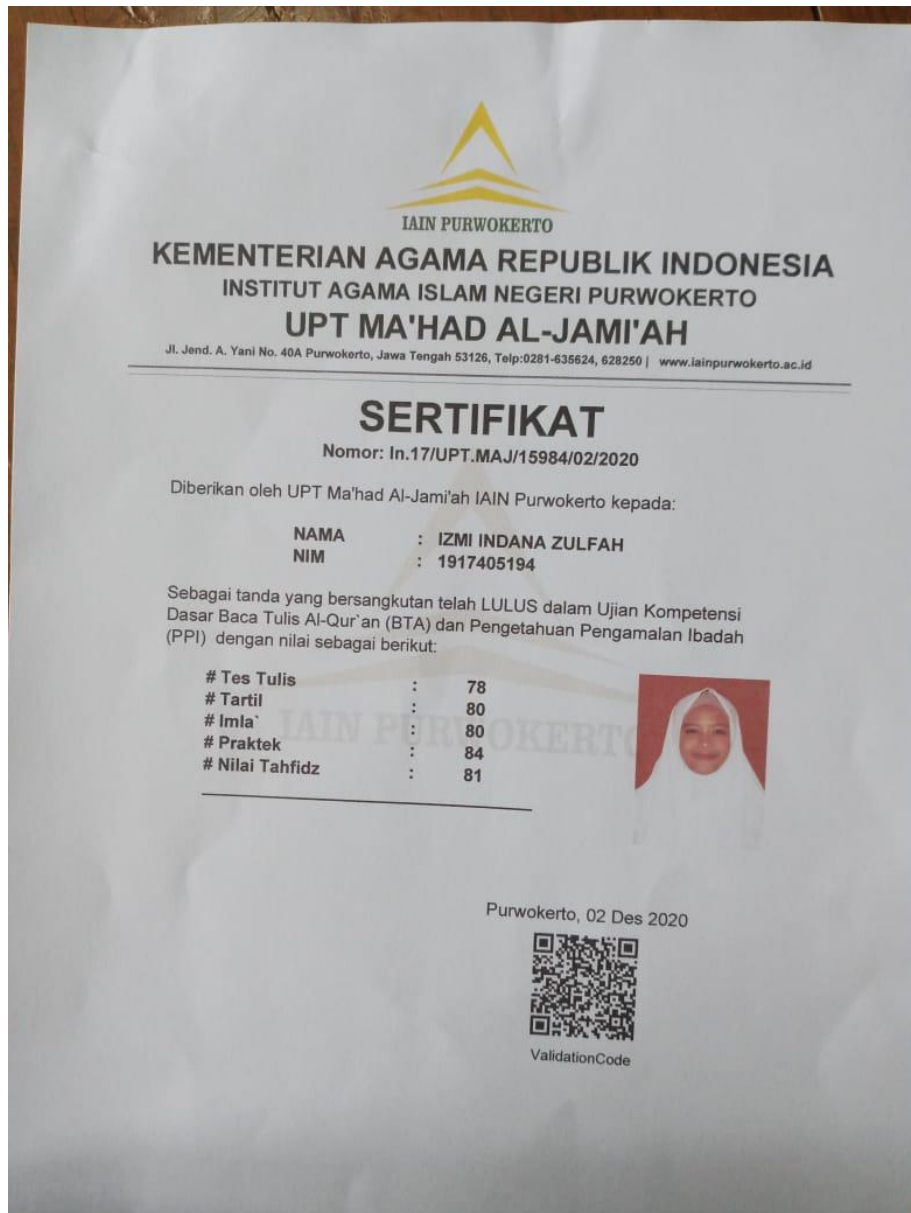 IAIN PURWOKERTO
KEMENTERIAN AGAMA REPUBLIK INDONESIA
INSTITUT AGAMA ISLAM NEGERI PURWOKERTO
UPT MA'HAD AL-JAMI'AH
Jl. Jend. A. Yani No. 40A Purwokerto, Jawa Tengah 53126, Telp:0281-635624, 628250 | www.iainpurwokerto.ac.id
SERTIFIKAT
Nomor: In.17/UPT.MAJ/15984/02/2020
Diberikan oleh UPT Ma'had Al-Jami'ah IAIN Purwokerto kepada:
NAMA : IZMI INDANA ZULFAH
NIM : 1917405194
Sebagai tanda yang bersangkutan telah LULUS dalam Ujian Kompetensi
Dasar Baca Tulis Al-Qur`an (BTA) dan Pengetahuan Pengamalan Ibadah
(PPI) dengan nilai sebagai berikut:
# Tes Tulis : 78
# Tartil : 80
# Imla` : 80
# Praktek : 84
# Nilai Tahfidz : 81
IAIN PURWOKERTO
Purwokerto, 02 Des 2020
ValidationCode